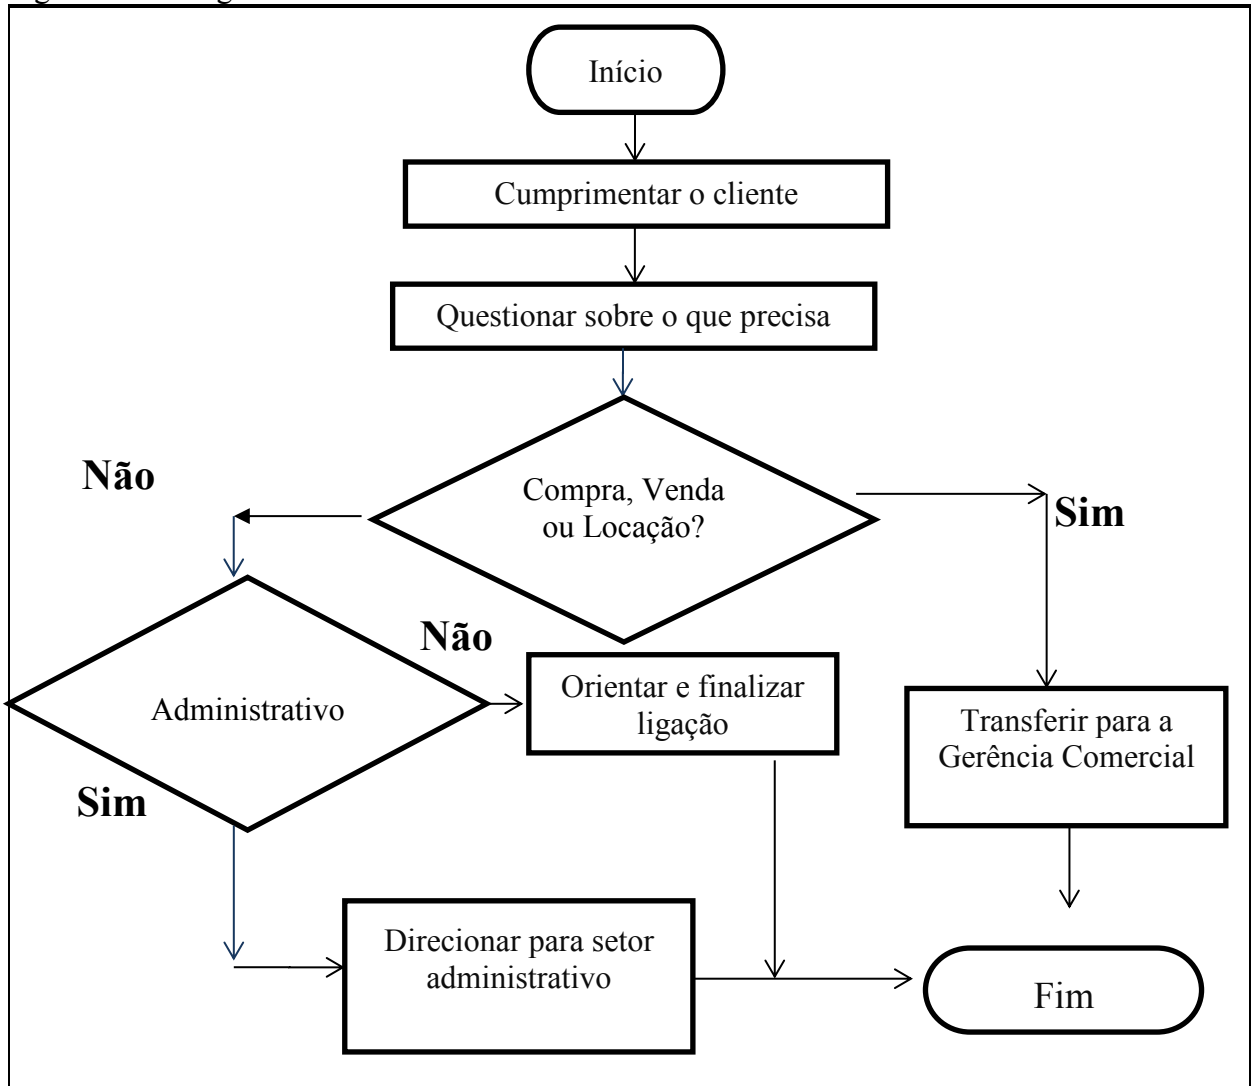 Início
Cumprimentar o cliente
Questionar sobre o que precisa
Compra, Venda
ou Locação?
Não
Sim
Não
Administrativo
Orientar e finalizar
ligação
Transferir para a
Gerência Comercial
Sim
Direcionar para setor
administrativo
Fim